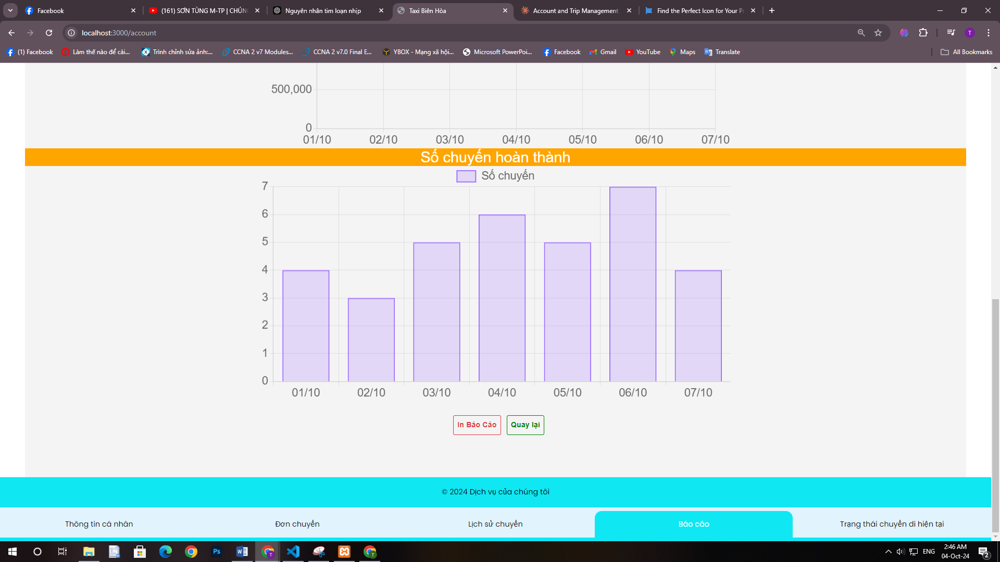 Facebook
(161) SƠN TÙNG M-TP | CHÚN
Nguyên nhân tim loạn nhịp
Taxi Biên Hòa
Account and Trip Management
Find the Perfect Icon for Your Pr
localhost:3000/account
T
(1) Facebook
Làm thế nào để cài...
Trình chỉnh sửa ảnh:...
CCNA 2 v7 Modules...
CCNA 2 v7.0 Final E...
YBOX - Mạng xã hội...
Microsoft PowerPoi...
Facebook
Gmail
YouTube
Maps
Translate
All Bookmarks
500,000
0
01/10 02/10 03/10 04/10 05/10 06/10 07/10
Số chuyến hoàn thành
Số chuyến
7
6
5
4
3
2
1
0
01/10 02/10 03/10 04/10 05/10 06/10 07/10
In Báo Cáo
Quay lại
© 2024 Dịch vụ của chúng tôi
Thông tin cá nhân
Đơn chuyến
Lịch sử chuyến
Báo cáo
Trạng thái chuyến đi hiện tại
Ps
ENG
2:46 AM
04-Oct-24
2